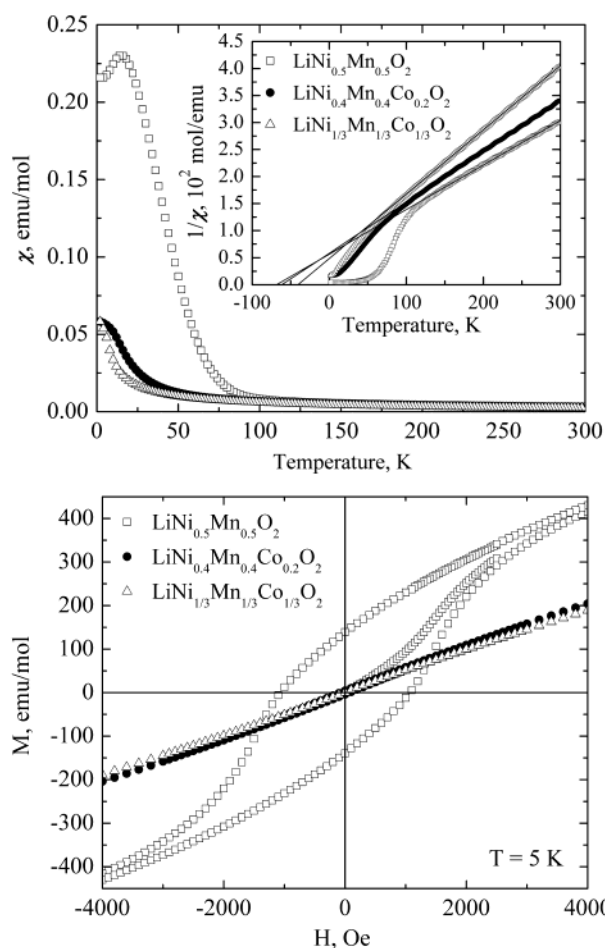 0.25
0.20
0.15
0.10
0.05
0.00
χ, emu/mol
0 50 100 150 200 250 300
Temperature, K
4.5
4.0
3.5
3.0
2.5
2.0
1.5
1.0
0.5
0.0
1/χ, 10² mol/emu
-100 0 100 200 300
Temperature, K
LiNi₀.₅Mn₀.₅O₂
LiNi₀.₄Mn₀.₄Co₀.₂O₂
LiNi₁/₃Mn₁/₃Co₁/₃O₂
400
300
200
100
0
-100
-200
-300
-400
M, emu/mol
LiNi₀.₅Mn₀.₅O₂
LiNi₀.₄Mn₀.₄Co₀.₂O₂
LiNi₁/₃Mn₁/₃Co₁/₃O₂
T = 5 K
-4000 -2000 0 2000 400
H, Oe